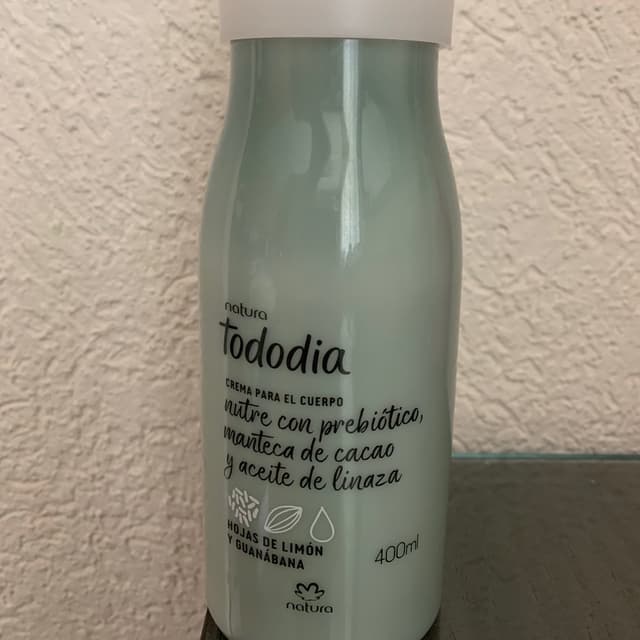 natura
tododia
CREMA PARA EL CUERPO
nutre con prebiótico,
manteca de cacao
y aceite de linaza
HOJAS DE LIMÓN
Y GUANÁBANA
400ml
natura